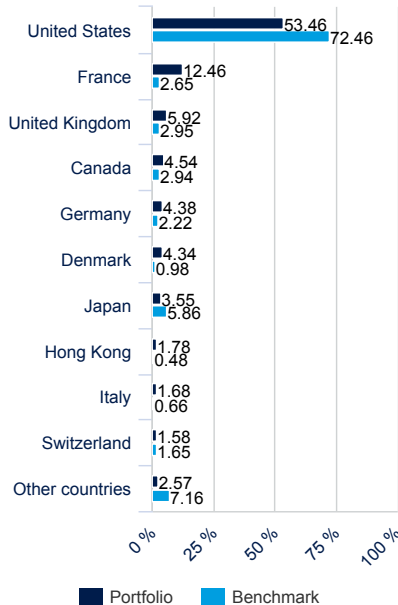 United States
53.46
72.46
France
12.46
2.65
United Kingdom
5.92
2.95
Canada
4.54
2.94
Germany
4.38
2.22
Denmark
4.34
0.98
Japan
3.55
5.86
Hong Kong
1.78
0.48
Italy
1.68
0.66
Switzerland
1.58
1.65
Other countries
2.57
7.16
0 %
25 %
50 %
75 %
100 %
Portfolio
Benchmark